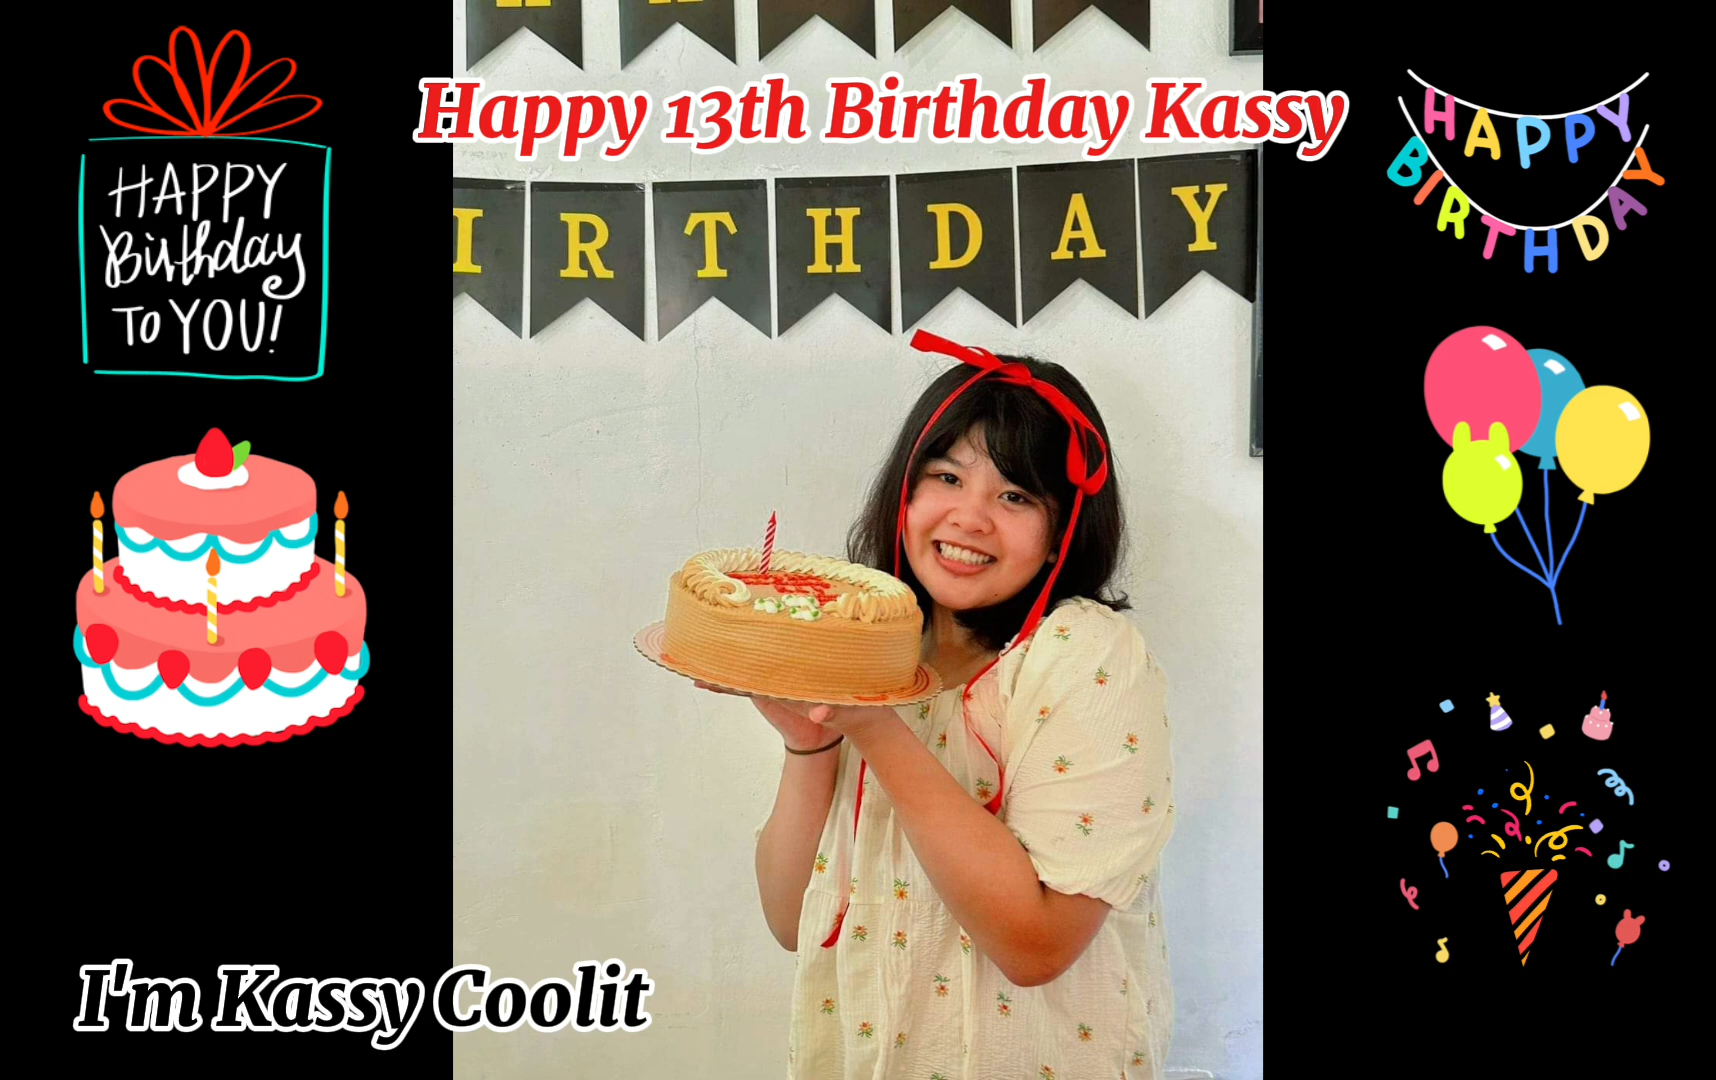 Happy 13th Birthday Kassy
HAPPY
Birthday
TO YOU!
HAPPY
BIRTHDAY
IRTHDAY
I'm Kassy Coolit